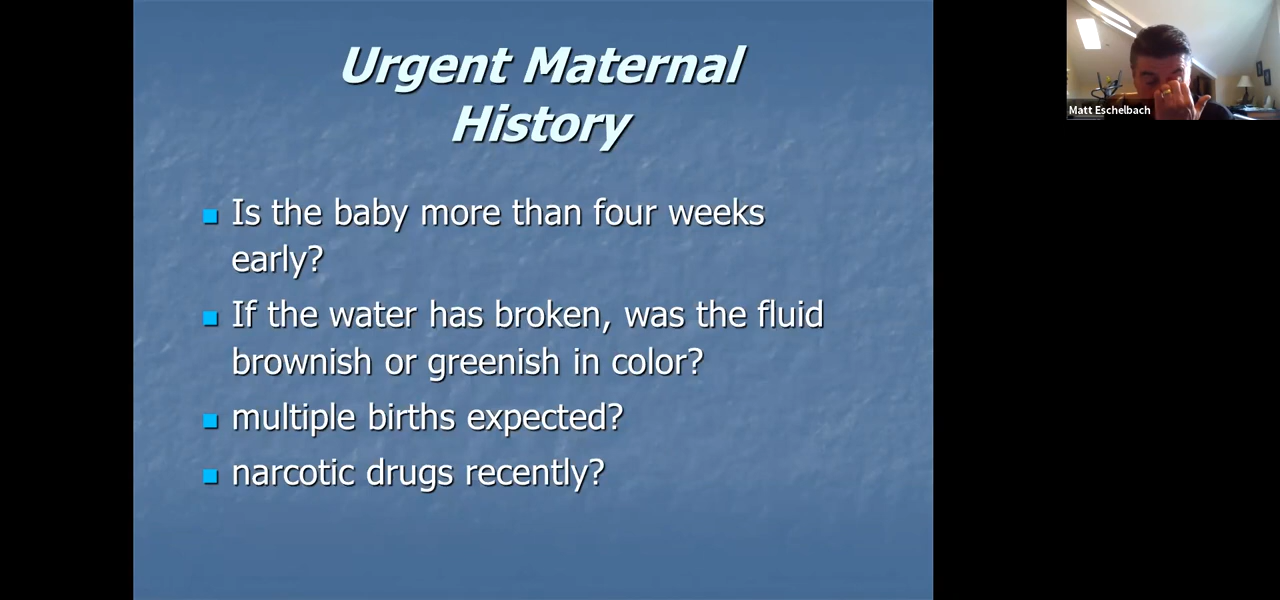 Urgent Maternal
History
Is the baby more than four weeks
early?
If the water has broken, was the fluid
brownish or greenish in color?
multiple births expected?
narcotic drugs recently?
Matt Eschelbach